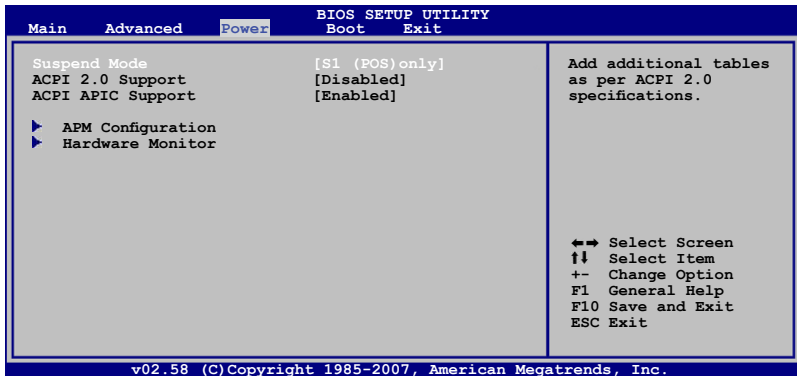 BIOS SETUP UTILITY
Main Advanced Power Boot Exit
Suspend Mode [S1 (POS)only]
ACPI 2.0 Support [Disabled]
ACPI APIC Support [Enabled]
APM Configuration
Hardware Monitor
Add additional tables
as per ACPI 2.0
specifications.
←→ Select Screen
↑↓ Select Item
+- Change Option
F1 General Help
F10 Save and Exit
ESC Exit
v02.58 (C)Copyright 1985-2007, American Megatrends, Inc.